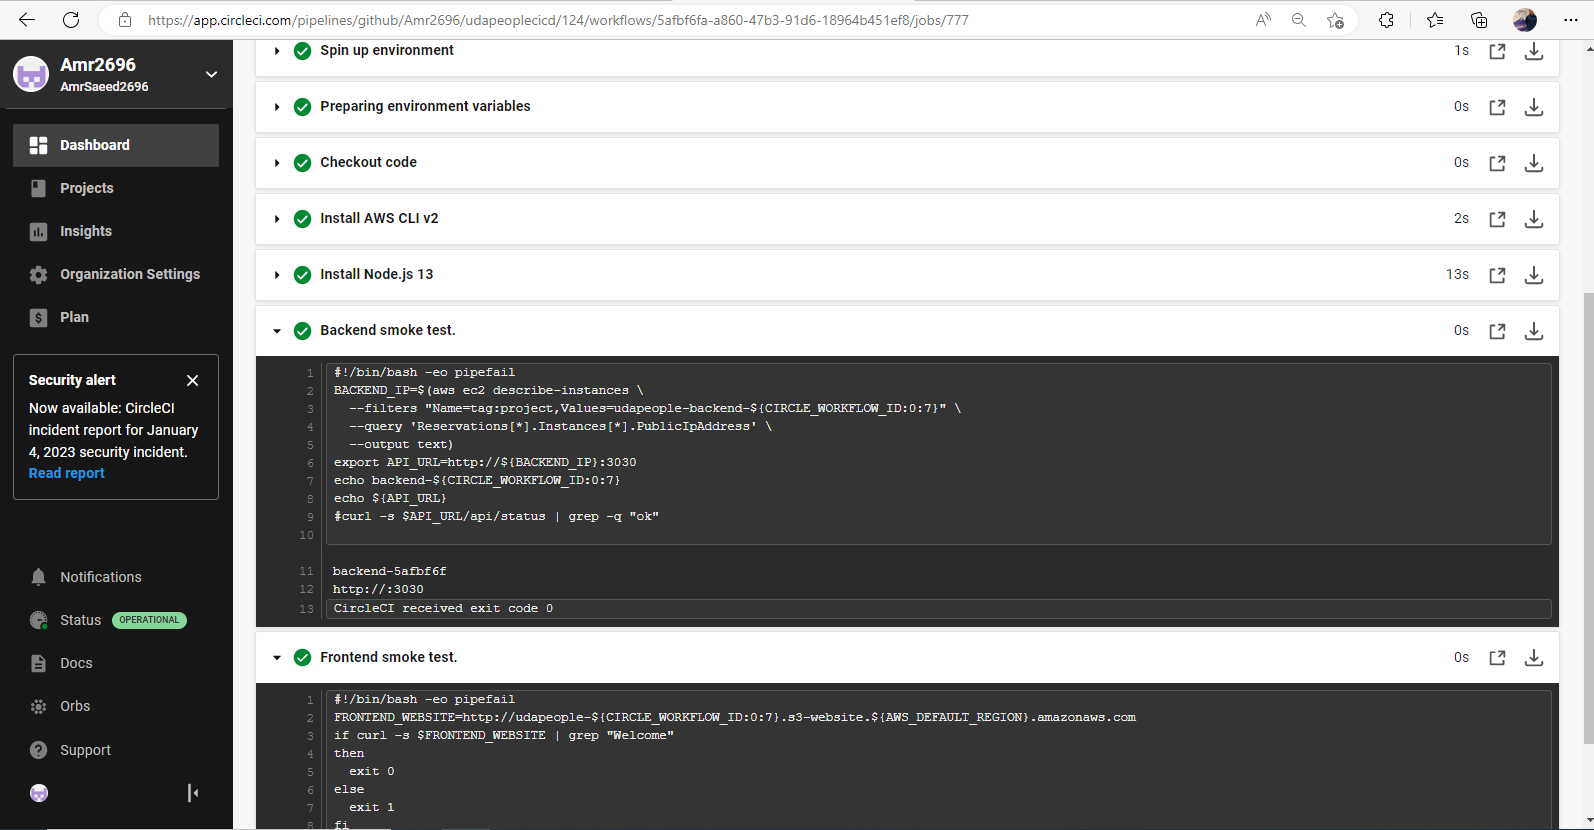 https://app.circleci.com/pipelines/github/Amr2696/udapeoplecicd/124/workflows/5afbf6fa-a860-47b3-91d6-18964b451ef8/jobs/777
Amr2696
AmrSaeed2696
Dashboard
Projects
Insights
Organization Settings
Plan
Security alert
Now available: CircleCI
incident report for January
4, 2023 security incident.
Read report
Notifications
Status OPERATIONAL
Docs
Orbs
Support
Spin up environment 1s
Preparing environment variables 0s
Checkout code 0s
Install AWS CLI v2 2s
Install Node.js 13 13s
Backend smoke test. 0s
1 #!/bin/bash -eo pipefail
2 BACKEND_IP=$(aws ec2 describe-instances \
3 --filters "Name=tag:project,Values=udapeople-backend-${CIRCLE_WORKFLOW_ID:0:7}" \
4 --query 'Reservations[*].Instances[*].PublicIpAddress' \
5 --output text)
6 export API_URL=http://${BACKEND_IP}:3030
7 echo backend-${CIRCLE_WORKFLOW_ID:0:7}
8 echo ${API_URL}
9 #curl -s $API_URL/api/status | grep -q "ok"
10
11 backend-5afbf6f
12 http://:3030
13 CircleCI received exit code 0
Frontend smoke test. 0s
1 #!/bin/bash -eo pipefail
2 FRONTEND_WEBSITE=http://udapeople-${CIRCLE_WORKFLOW_ID:0:7}.s3-website.${AWS_DEFAULT_REGION}.amazonaws.com
3 if curl -s $FRONTEND_WEBSITE | grep "Welcome"
4 then
5 exit 0
6 else
7 exit 1
8 fi